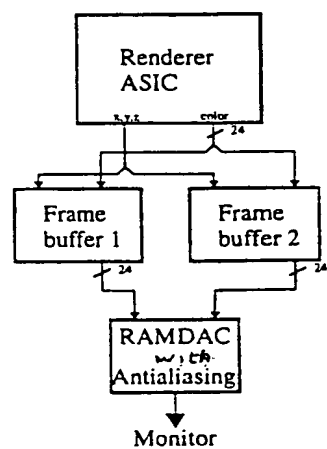 Renderer
ASIC
x,y,z color
24
Frame
buffer 1
Frame
buffer 2
24
24
RAMDAC
with
Antialiasing
Monitor